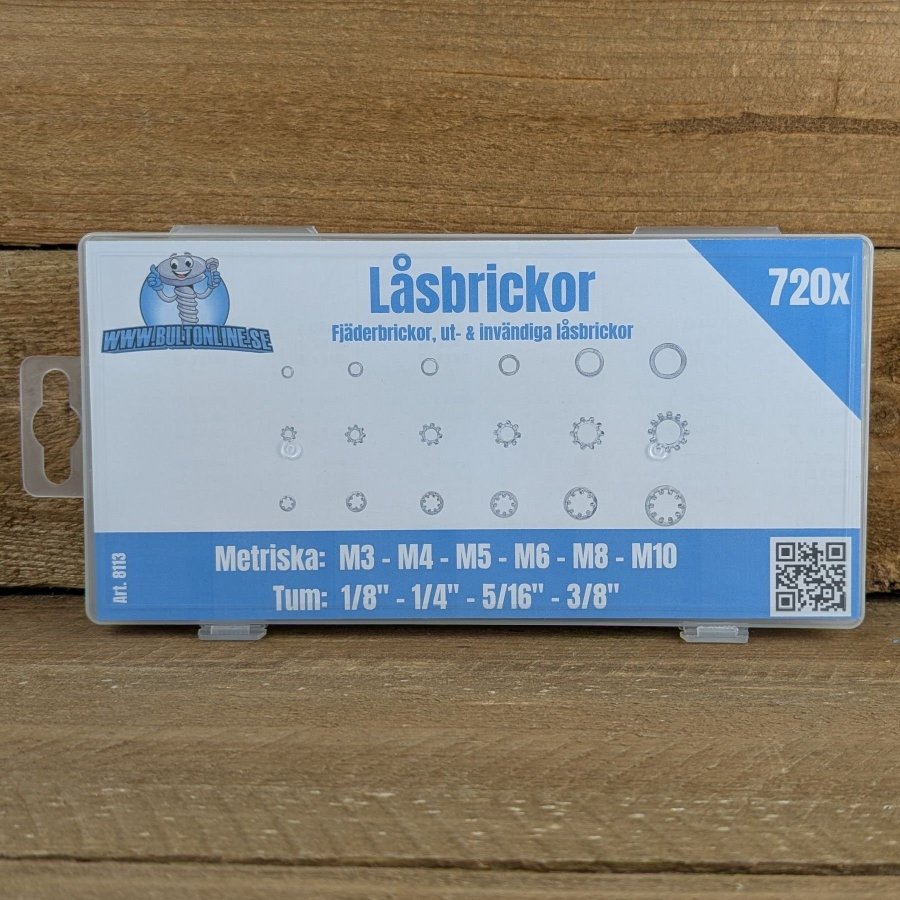 WWW.BULTONLINE.SE
Låsbrickor
Fjäderbrickor, ut- & invändiga låsbrickor
720x
Art. 8113
Metriska: M3 - M4 - M5 - M6 - M8 - M10
Tum: 1/8" - 1/4" - 5/16" - 3/8"